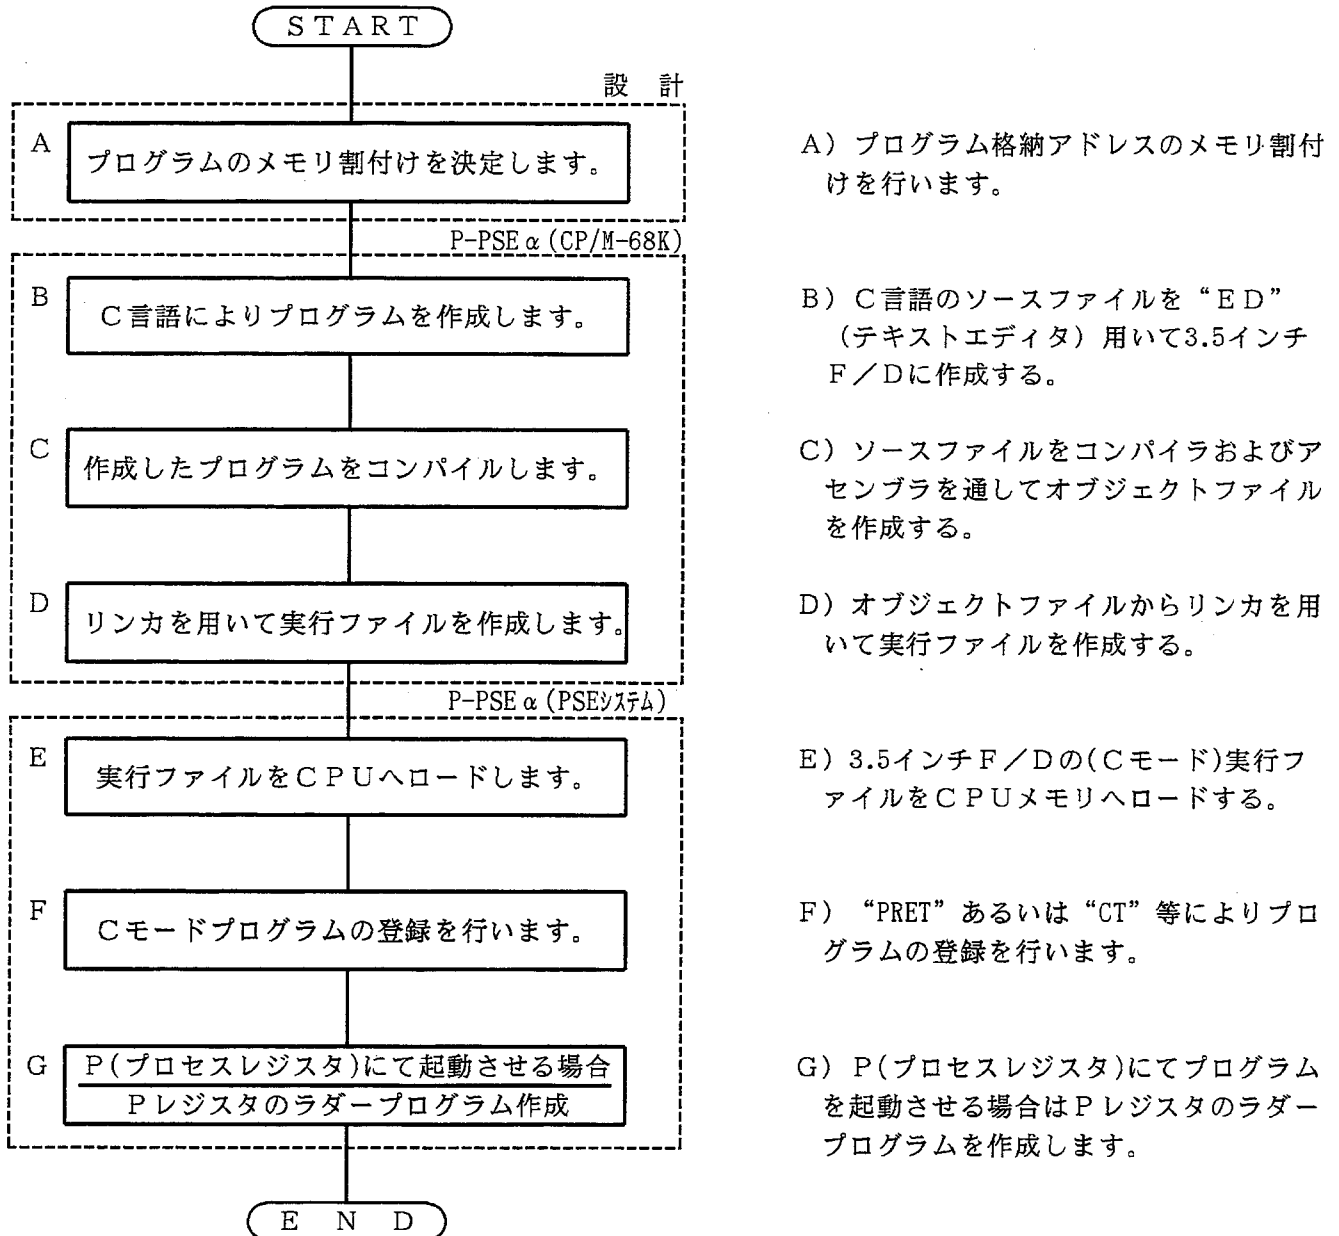 START
設 計
A
プログラムのメモリ割付けを決定します。
A）プログラム格納アドレスのメモリ割付
けを行います。
P-PSEα(CP/M-68K)
B
C言語によりプログラムを作成します。
B）C言語のソースファイルを“ED”
（テキストエディタ）用いて3.5インチ
F／Dに作成する。
C
作成したプログラムをコンパイルします。
C）ソースファイルをコンパイラおよびア
センブラを通してオブジェクトファイル
を作成する。
D
リンカを用いて実行ファイルを作成します。
D）オブジェクトファイルからリンカを用
いて実行ファイルを作成する。
P-PSEα(PSEシステム)
E
実行ファイルをCPUへロードします。
E）3.5インチF／Dの(Cモード)実行フ
ァイルをCPUメモリへロードする。
F
Cモードプログラムの登録を行います。
F）“PRET”あるいは“CT”等によりプロ
グラムの登録を行います。
G
P(プロセスレジスタ)にて起動させる場合
Pレジスタのラダープログラム作成
G）P(プロセスレジスタ)にてプログラム
を起動させる場合はPレジスタのラダー
プログラムを作成します。
END